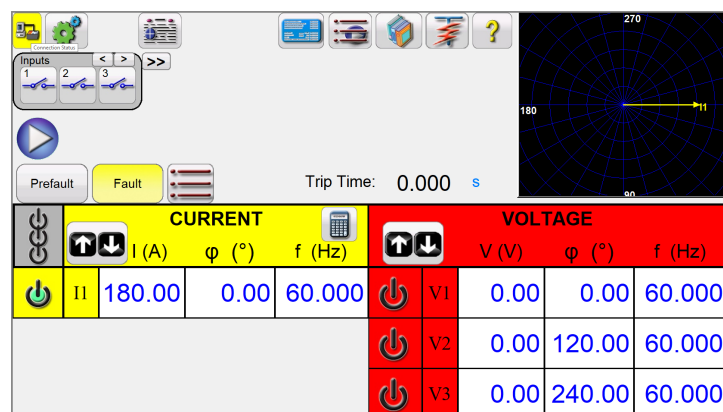 Connection Status
?
Inputs < > >>
1 2 3
270
180
I1
90
Prefault Fault Trip Time: 0.000 s
CURRENT VOLTAGE
I (A) φ (°) f (Hz) V (V) φ (°) f (Hz)
I1 180.00 0.00 60.000 V1 0.00 0.00 60.000
V2 0.00 120.00 60.000
V3 0.00 240.00 60.000